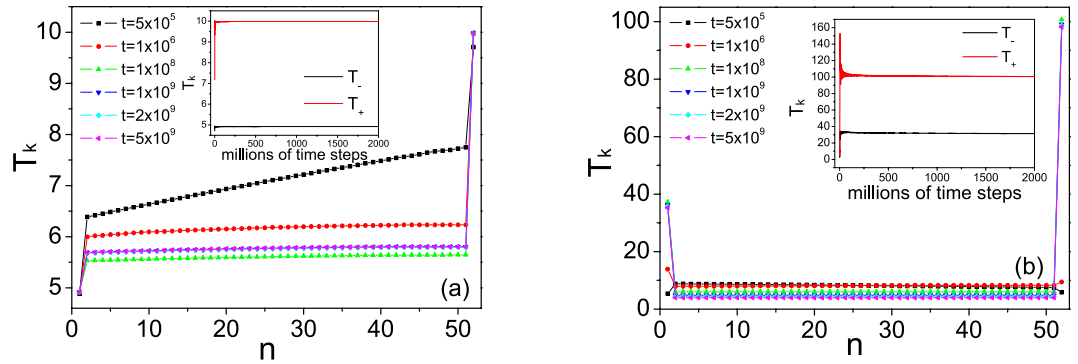 10
9
8
7
6
5
T_k
t=5x10^5
t=1x10^6
t=1x10^8
t=1x10^9
t=2x10^9
t=5x10^9
10
9
8
7
6
5
T_k
T_-
T_+
0 500 1000 1500 2000
millions of time steps
(a)
0 10 20 30 40 50
n
100
80
60
40
20
0
T_k
t=5x10^5
t=1x10^6
t=1x10^8
t=1x10^9
t=2x10^9
t=5x10^9
160
140
120
100
80
60
40
20
0
T_k
T_-
T_+
0 500 1000 1500 2000
millions of time steps
(b)
0 10 20 30 40 50
n